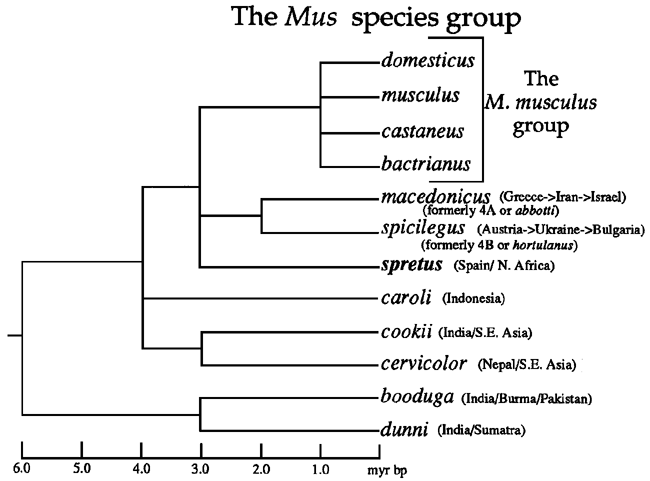 The Mus species group
domesticus
musculus
castaneus
bactrianus
The
M. musculus
group
macedonicus (Greece->Iran->Israel)
(formerly 4A or abbotti)
spicilegus (Austria->Ukraine->Bulgaria)
(formerly 4B or hortulanus)
spretus (Spain/ N. Africa)
caroli (Indonesia)
cookii (India/S.E. Asia)
cervicolor (Nepal/S.E. Asia)
booduga (India/Burma/Pakistan)
dunni (India/Sumatra)
6.0 5.0 4.0 3.0 2.0 1.0 myr bp